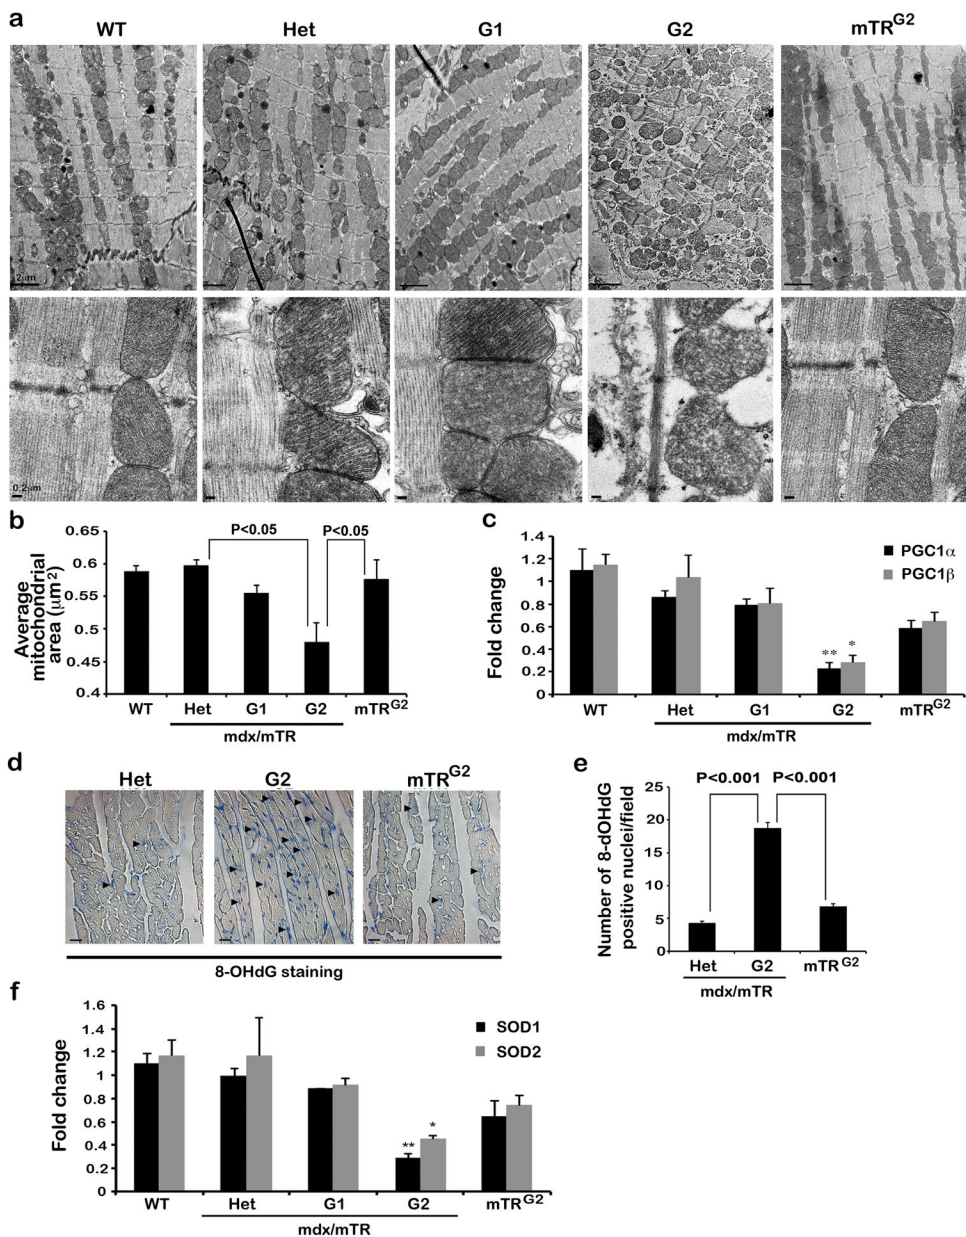 a
WT Het G1 G2 mTR^G2
2μm
0.2μm
b
P<0.05 P<0.05
Average mitochondrial area (μm²)
0.65
0.6
0.55
0.5
0.45
0.4
WT Het G1 G2 mTR^G2
mdx/mTR
c
Fold change
1.4
1.2
1
0.8
0.6
0.4
0.2
0
PGC1α
PGC1β
** *
WT Het G1 G2 mTR^G2
mdx/mTR
d
Het G2 mTR^G2
8-OHdG staining
e
P<0.001 P<0.001
Number of 8-dOHdG
positive nuclei/field
25
20
15
10
5
0
Het G2 mTR^G2
mdx/mTR
f
Fold change
1.6
1.4
1.2
1.0
0.8
0.6
0.4
0.2
0
SOD1
SOD2
** *
WT Het G1 G2 mTR^G2
mdx/mTR